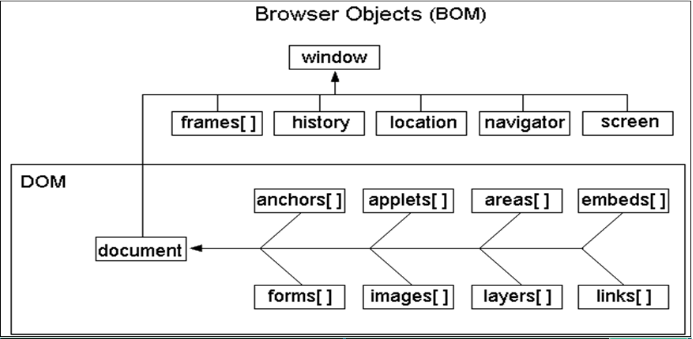 Browser Objects (BOM)
window
frames[ ] history location navigator screen
DOM
anchors[ ] applets[ ] areas[ ] embeds[ ]
document
forms[ ] images[ ] layers[ ] links[ ]